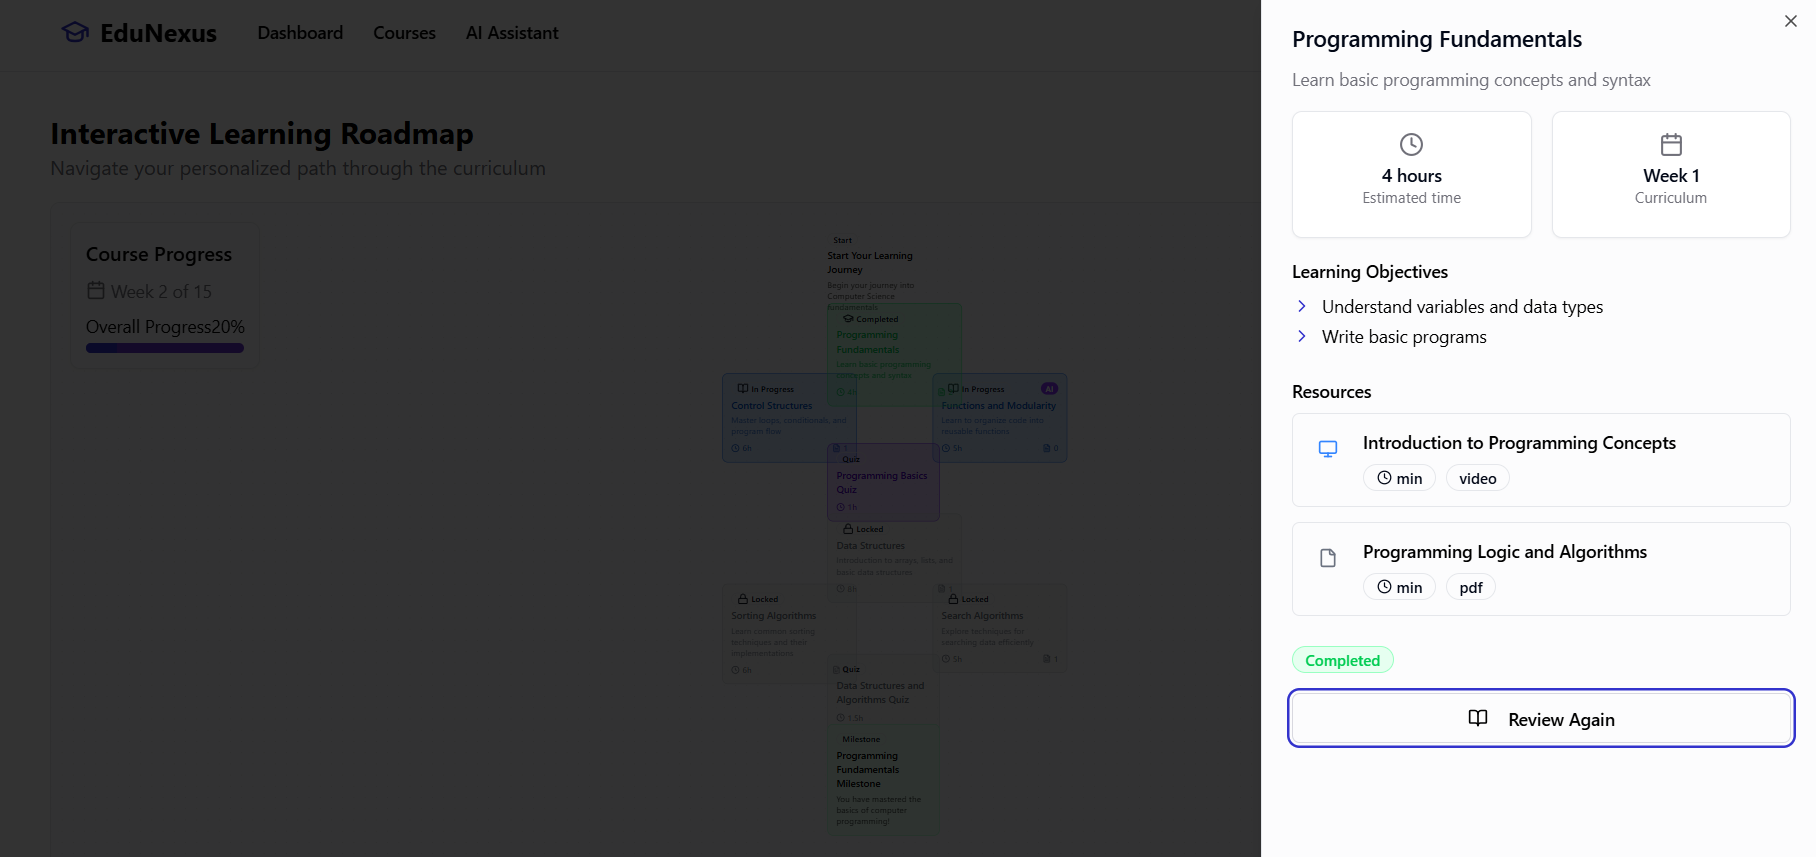 EduNexus
Dashboard
Courses
AI Assistant
Interactive Learning Roadmap
Navigate your personalized path through the curriculum
Course Progress
Week 2 of 15
Overall Progress20%
Start
Start Your Learning
Journey
Begin your journey into
Computer Science
fundamentals
Completed
Programming
Fundamentals
Learn basic programming
concepts and syntax
4h
In Progress
Control Structures
Master loops, conditionals, and
program flow
6h
1
In Progress
AI
Functions and Modularity
Learn to organize code into
reusable functions
5h
0
Quiz
Programming Basics
Quiz
1h
Locked
Data Structures
Introduction to arrays, lists, and
basic data structures
8h
1
Locked
Sorting Algorithms
Learn common sorting
techniques and their
implementations
6h
Locked
Search Algorithms
Explore techniques for
searching data efficiently
5h
1
Quiz
Data Structures and
Algorithms Quiz
1.5h
Milestone
Programming
Fundamentals
Milestone
You have mastered the
basics of computer
programming!
Programming Fundamentals
Learn basic programming concepts and syntax
4 hours
Estimated time
Week 1
Curriculum
Learning Objectives
Understand variables and data types
Write basic programs
Resources
Introduction to Programming Concepts
min
video
Programming Logic and Algorithms
min
pdf
Completed
Review Again